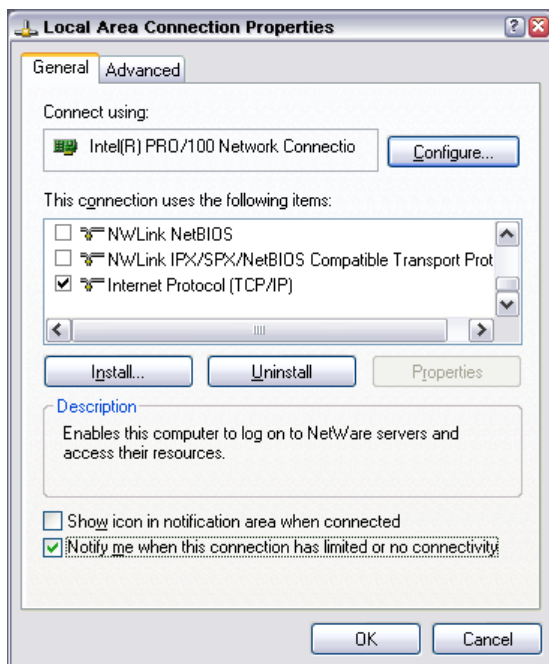 Local Area Connection Properties
General Advanced
Connect using:
Intel(R) PRO/100 Network Connectio
Configure...
This connection uses the following items:
NWLink NetBIOS
NWLink IPX/SPX/NetBIOS Compatible Transport Prot
Internet Protocol (TCP/IP)
Install... Uninstall Properties
Description
Enables this computer to log on to NetWare servers and
access their resources.
Show icon in notification area when connected
Notify me when this connection has limited or no connectivity
OK Cancel